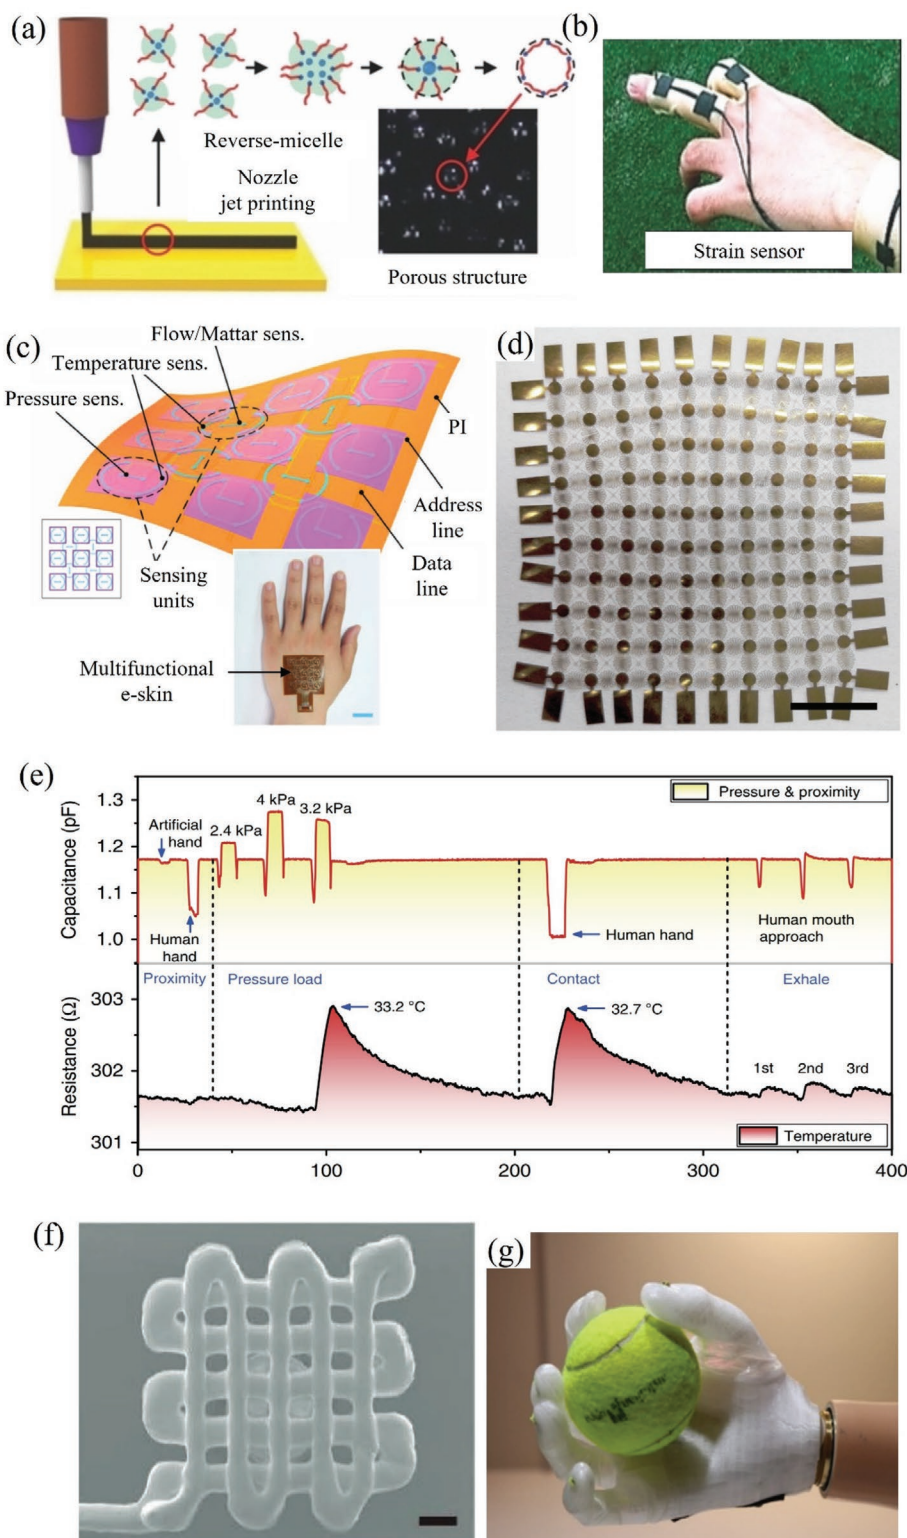 (a)
Reverse-micelle
Nozzle
jet printing
Porous structure
(b)
Strain sensor
(c)
Flow/Mattar sens.
Temperature sens.
Pressure sens.
PI
Address
line
Data
line
Sensing
units
Multifunctional
e-skin
(d)
(e)
Capacitance (pF)
1.3
1.2
1.1
1.0
Pressure & proximity
Artificial
hand
2.4 kPa
4 kPa
3.2 kPa
Human
hand
Human hand
Human mouth
approach
Proximity
Pressure load
Contact
Exhale
Resistance (Ω)
303
302
301
33.2 °C
32.7 °C
1st
2nd
3rd
Temperature
0
100
200
300
400
(f)
(g)